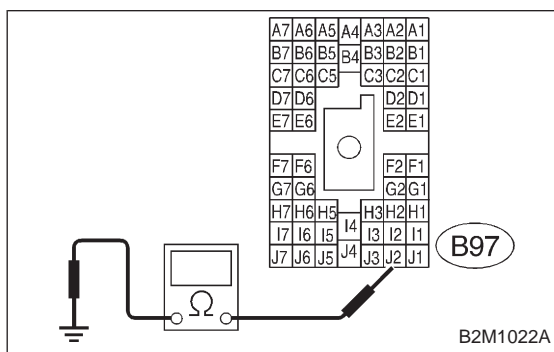 A7 A6 A5 A4 A3 A2 A1
B7 B6 B5 B4 B3 B2 B1
C7 C6 C5 C3 C2 C1
D7 D6 D2 D1
E7 E6 E2 E1
F7 F6 F2 F1
G7 G6 G2 G1
H7 H6 H5 H3 H2 H1
I7 I6 I5 I4 I3 I2 I1
J7 J6 J5 J4 J3 J2 J1
B97
Ω
B2M1022A